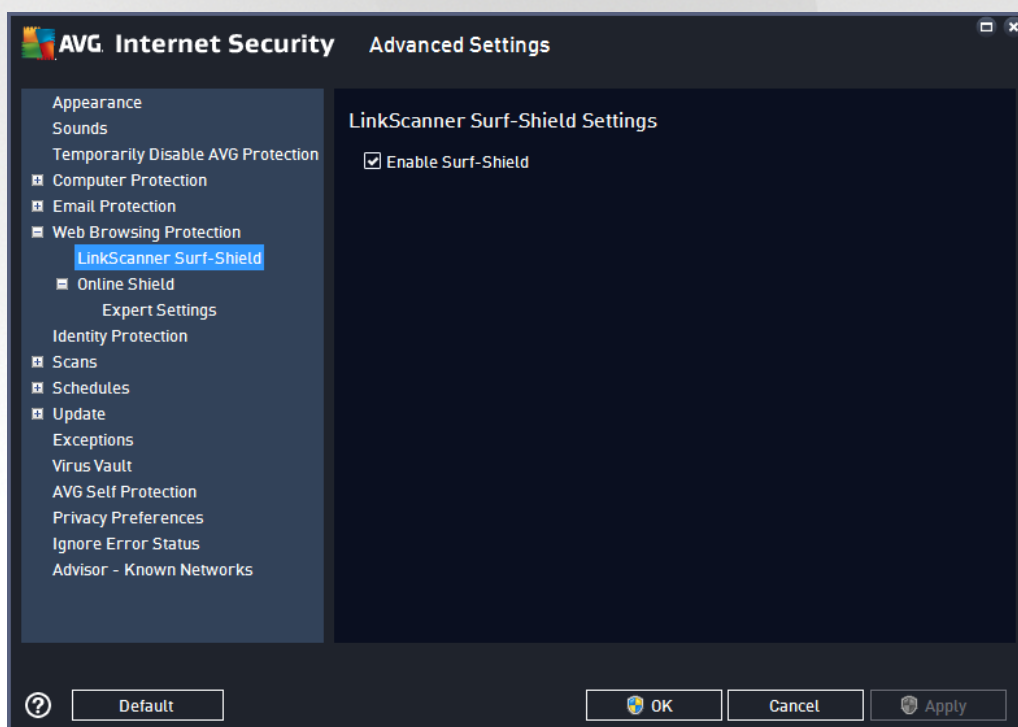 AVG. Internet Security Advanced Settings
Appearance
Sounds
Temporarily Disable AVG Protection
Computer Protection
Email Protection
Web Browsing Protection
LinkScanner Surf-Shield
Online Shield
Expert Settings
Identity Protection
Scans
Schedules
Update
Exceptions
Virus Vault
AVG Self Protection
Privacy Preferences
Ignore Error Status
Advisor - Known Networks
LinkScanner Surf-Shield Settings
Enable Surf-Shield
? Default OK Cancel Apply